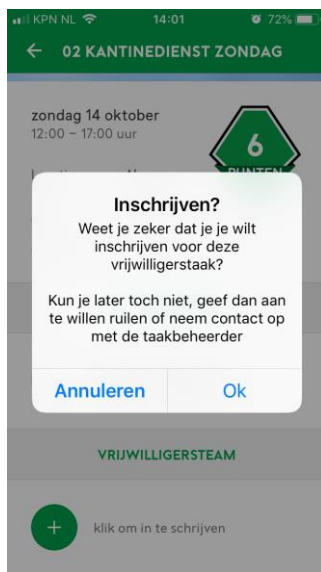 KPN NL 14:01 72%
02 KANTINEDIENST ZONDAG
zondag 14 oktober
12:00 – 17:00 uur
6
PUNTEN
Inschrijven?
Weet je zeker dat je je wilt
inschrijven voor deze
vrijwilligerstaak?
Kun je later toch niet, geef dan aan
te willen ruilen of neem contact op
met de taakbeheerder
Annuleren Ok
VRIJWILLIGERSTEAM
+ klik om in te schrijven